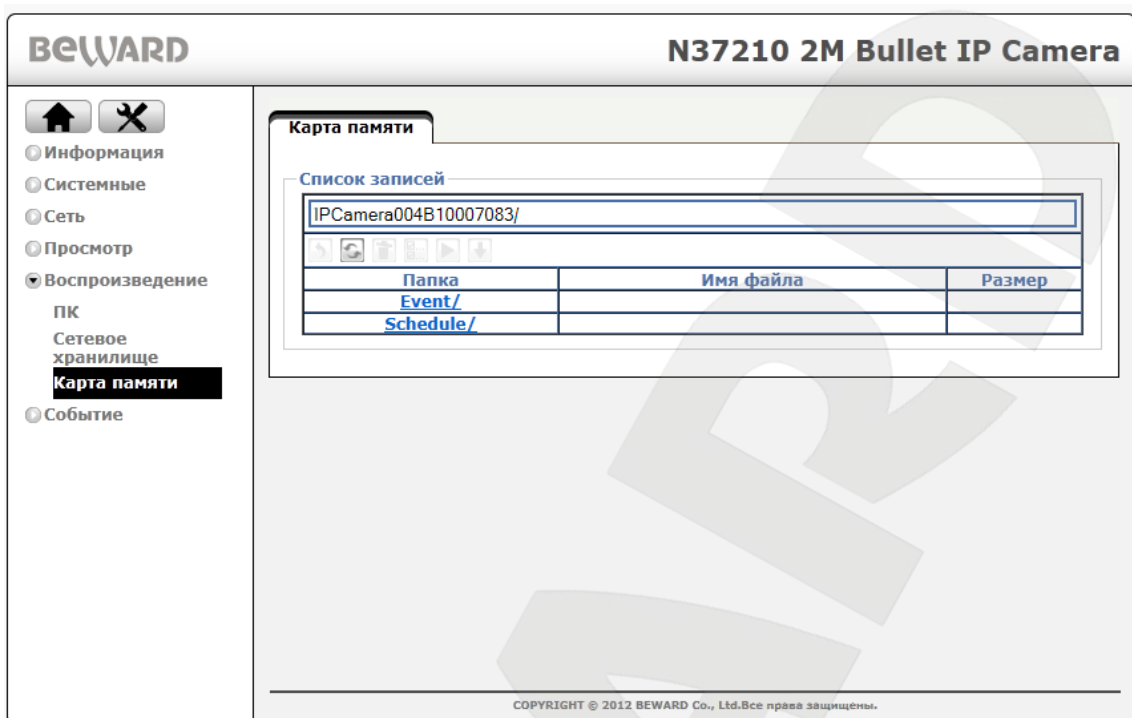 BEWARD
N37210 2M Bullet IP Camera
Информация
Системные
Сеть
Просмотр
Воспроизведение
ПК
Сетевое
хранилище
Карта памяти
Событие
Карта памяти
Список записей
IPCamera004B10007083/
Папка Имя файла Размер
Event/
Schedule/
COPYRIGHT © 2012 BEWARD Co., Ltd.Все права защищены.